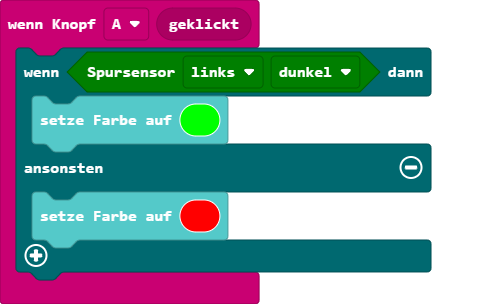 wenn Knopf A geklickt
wenn Spursensor links dunkel dann
setze Farbe auf
ansonsten
setze Farbe auf